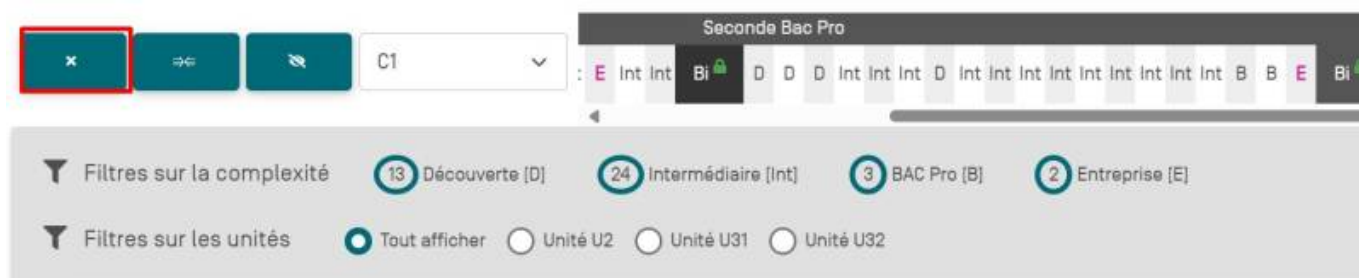 Seconde Bac Pro
× ⇒⇐ C1 : E Int Int Bi D D D Int Int Int D Int Int Int Int Int Int Int Int Int B B E Bi
Filtres sur la complexité 13 Découverte [D] 24 Intermédiaire [Int] 3 BAC Pro [B] 2 Entreprise [E]
Filtres sur les unités Tout afficher Unité U2 Unité U31 Unité U32